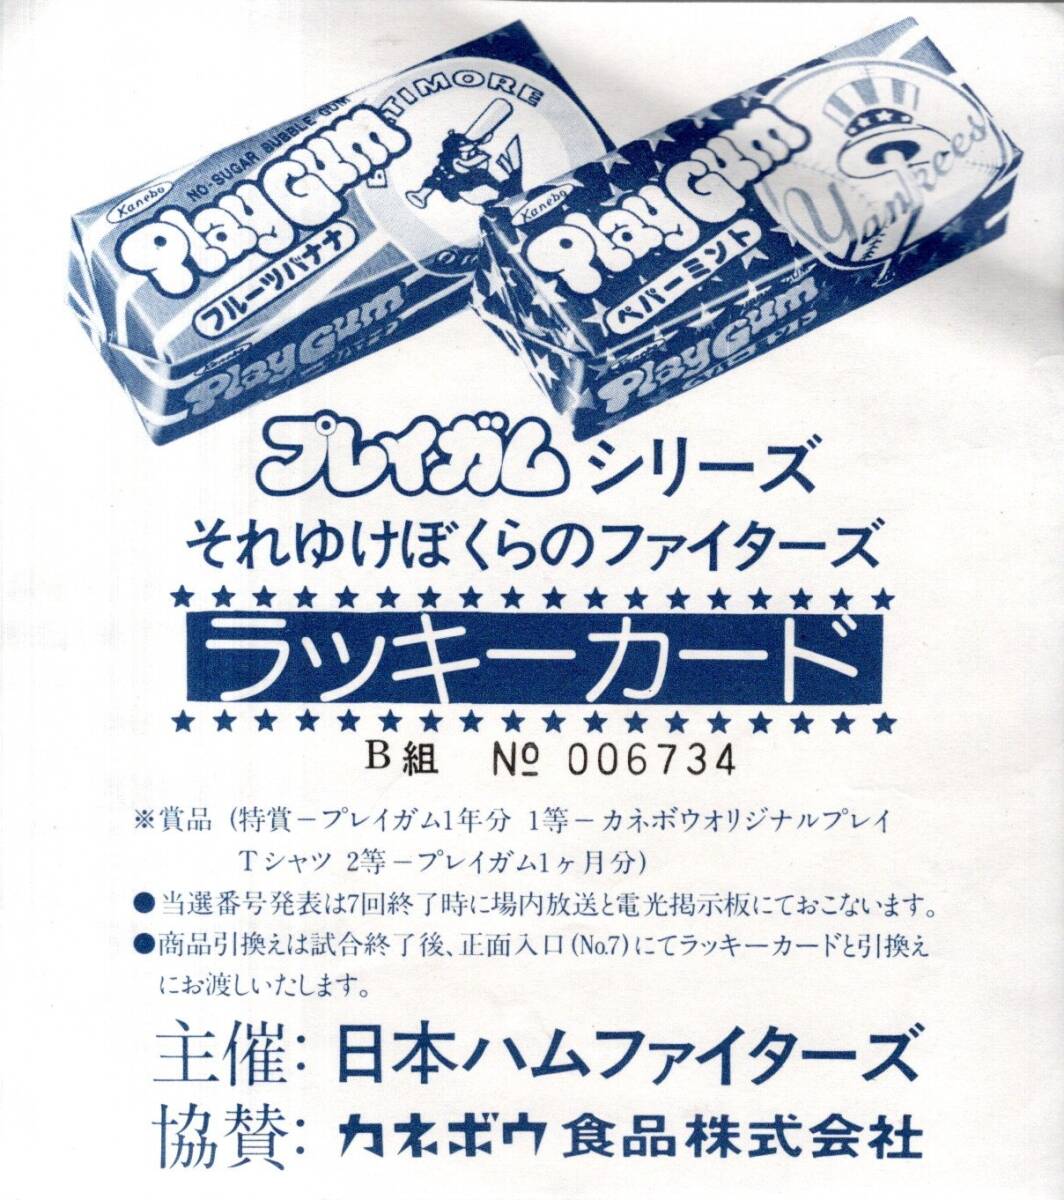 Kanebo
NO・SUGAR BUBBLE GUM
Play Gum
フルーツバナナ
Play Gum
Kanebo
Play Gum
ペパーミント
Yankees
Play Gum
プレイガムシリーズ
それゆけぼくらのファイターズ
ラッキーカード
B組 № 006734
※賞品(特賞−プレイガム1年分 1等−カネボウオリジナルプレイ
Tシャツ 2等−プレイガム1ヶ月分)
●当選番号発表は7回終了時に場内放送と電光掲示板にておこないます。
●商品引換えは試合終了後、正面入口(No.7)にてラッキーカードと引換え
にお渡しいたします。
主催:日本ハムファイターズ
協賛:カネボウ食品株式会社